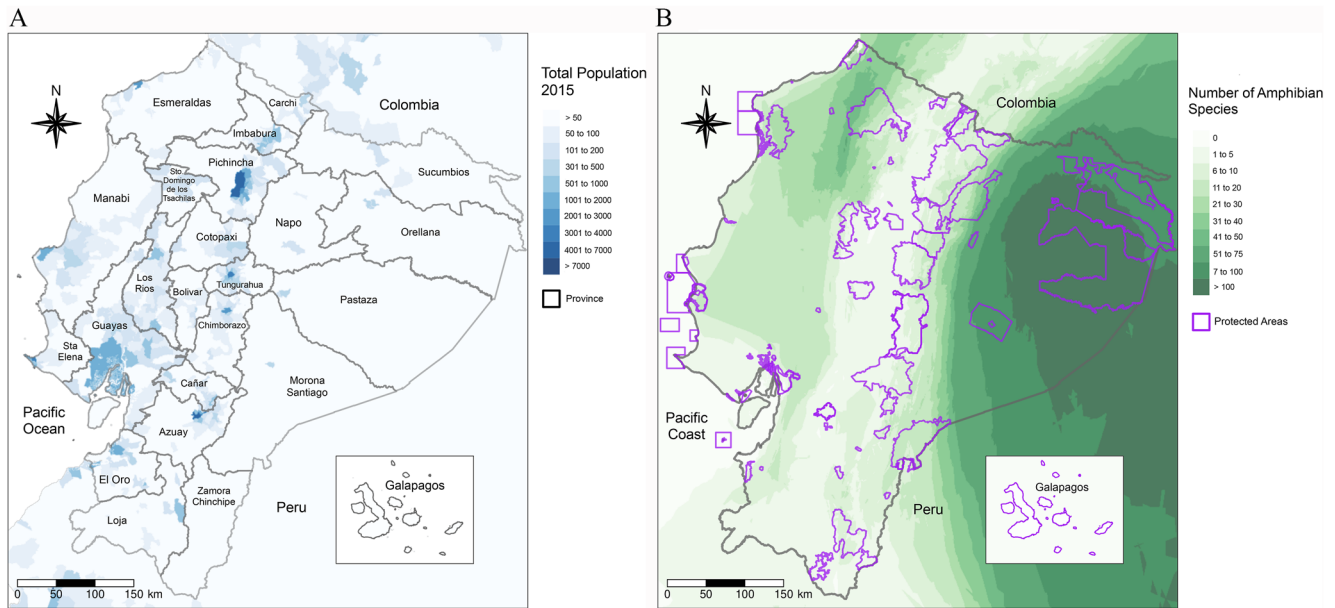 A
N
Esmeraldas
Carchi
Colombia
Imbabura
Pichincha
Sto
Domingo
de los
Tsachilas
Sucumbios
Manabi
Napo
Orellana
Cotopaxi
Los
Rios
Bolivar
Tungurahua
Pastaza
Guayas
Chimborazo
Sta
Elena
Cañar
Morona
Santiago
Pacific
Ocean
Azuay
El Oro
Zamora
Chinchipe
Loja
Peru
Galapagos
0 50 100 150 km
Total Population
2015
> 50
50 to 100
101 to 200
301 to 500
501 to 1000
1001 to 2000
2001 to 3000
3001 to 4000
4001 to 7000
> 7000
Province
B
N
Colombia
Pacific
Coast
Peru
Galapagos
0 50 100 150 km
Number of Amphibian
Species
0
1 to 5
6 to 10
11 to 20
21 to 30
31 to 40
41 to 50
51 to 75
7 to 100
> 100
Protected Areas